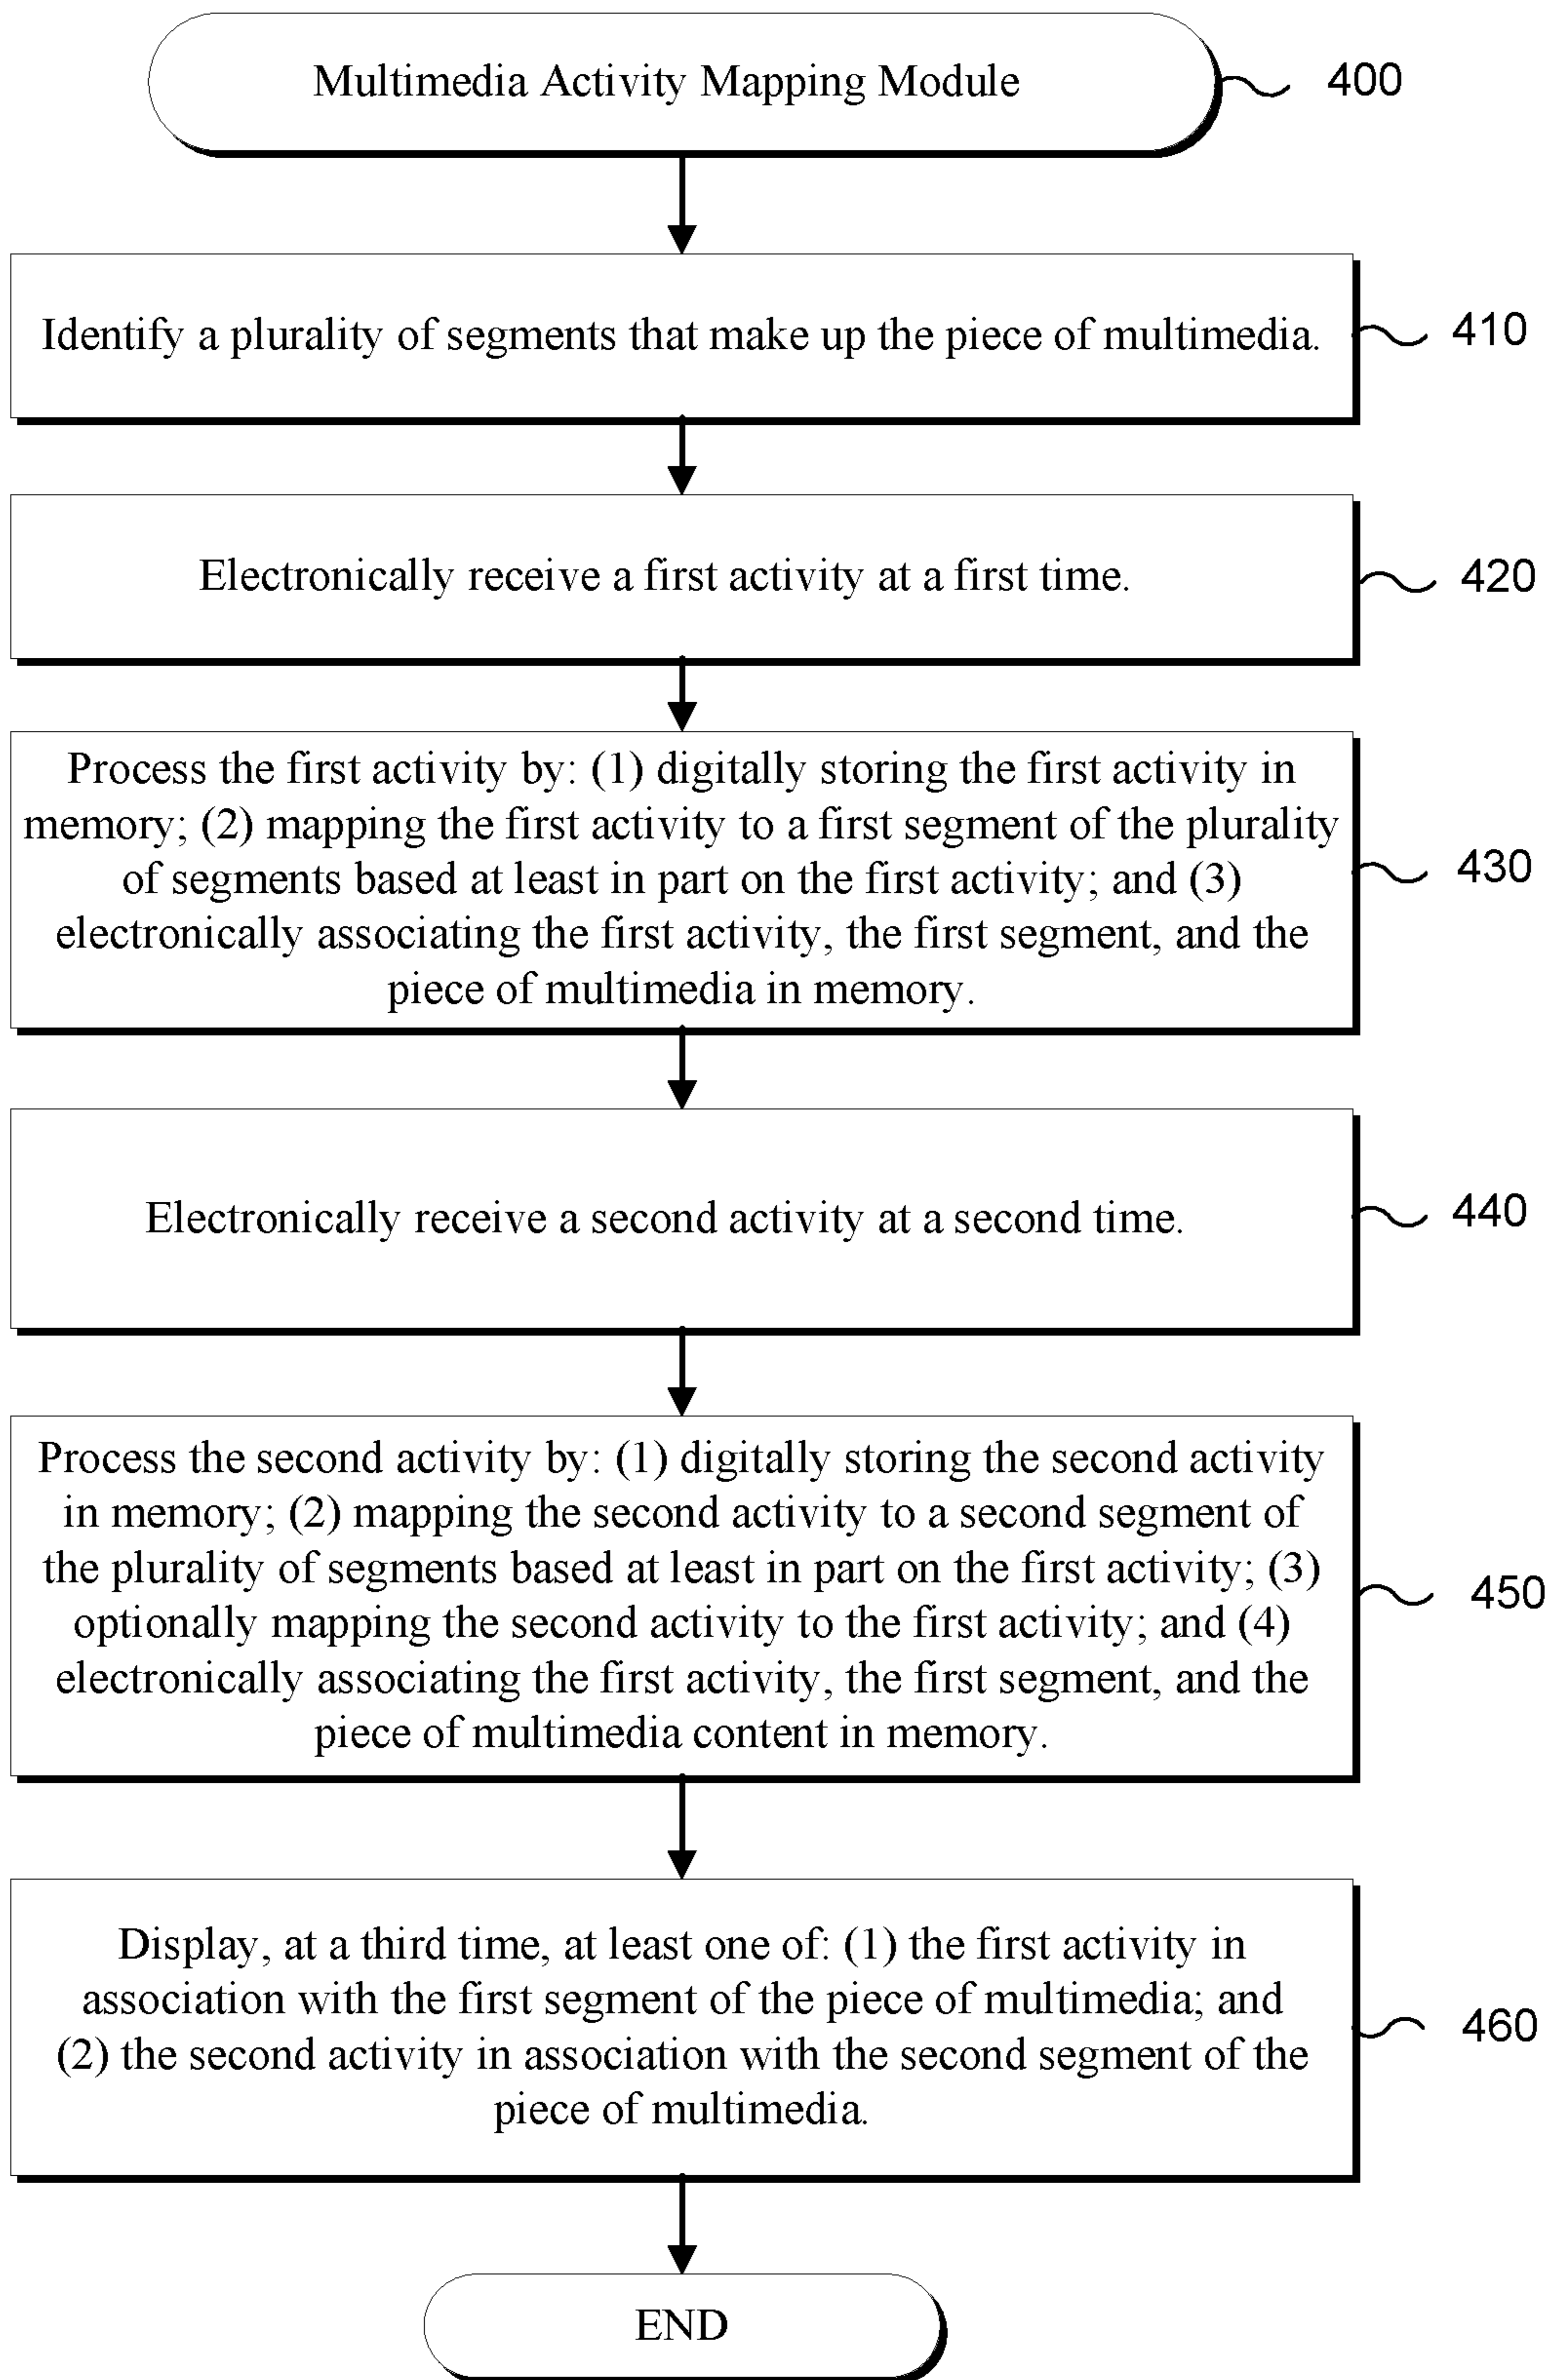 Multimedia Activity Mapping Module
400
Identify a plurality of segments that make up the piece of multimedia.
410
Electronically receive a first activity at a first time.
420
Process the first activity by: (1) digitally storing the first activity in
memory; (2) mapping the first activity to a first segment of the plurality
of segments based at least in part on the first activity; and (3)
electronically associating the first activity, the first segment, and the
piece of multimedia in memory.
430
Electronically receive a second activity at a second time.
440
Process the second activity by: (1) digitally storing the second activity
in memory; (2) mapping the second activity to a second segment of
the plurality of segments based at least in part on the first activity; (3)
optionally mapping the second activity to the first activity; and (4)
electronically associating the first activity, the first segment, and the
piece of multimedia content in memory.
450
Display, at a third time, at least one of: (1) the first activity in
association with the first segment of the piece of multimedia; and
(2) the second activity in association with the second segment of the
piece of multimedia.
460
END